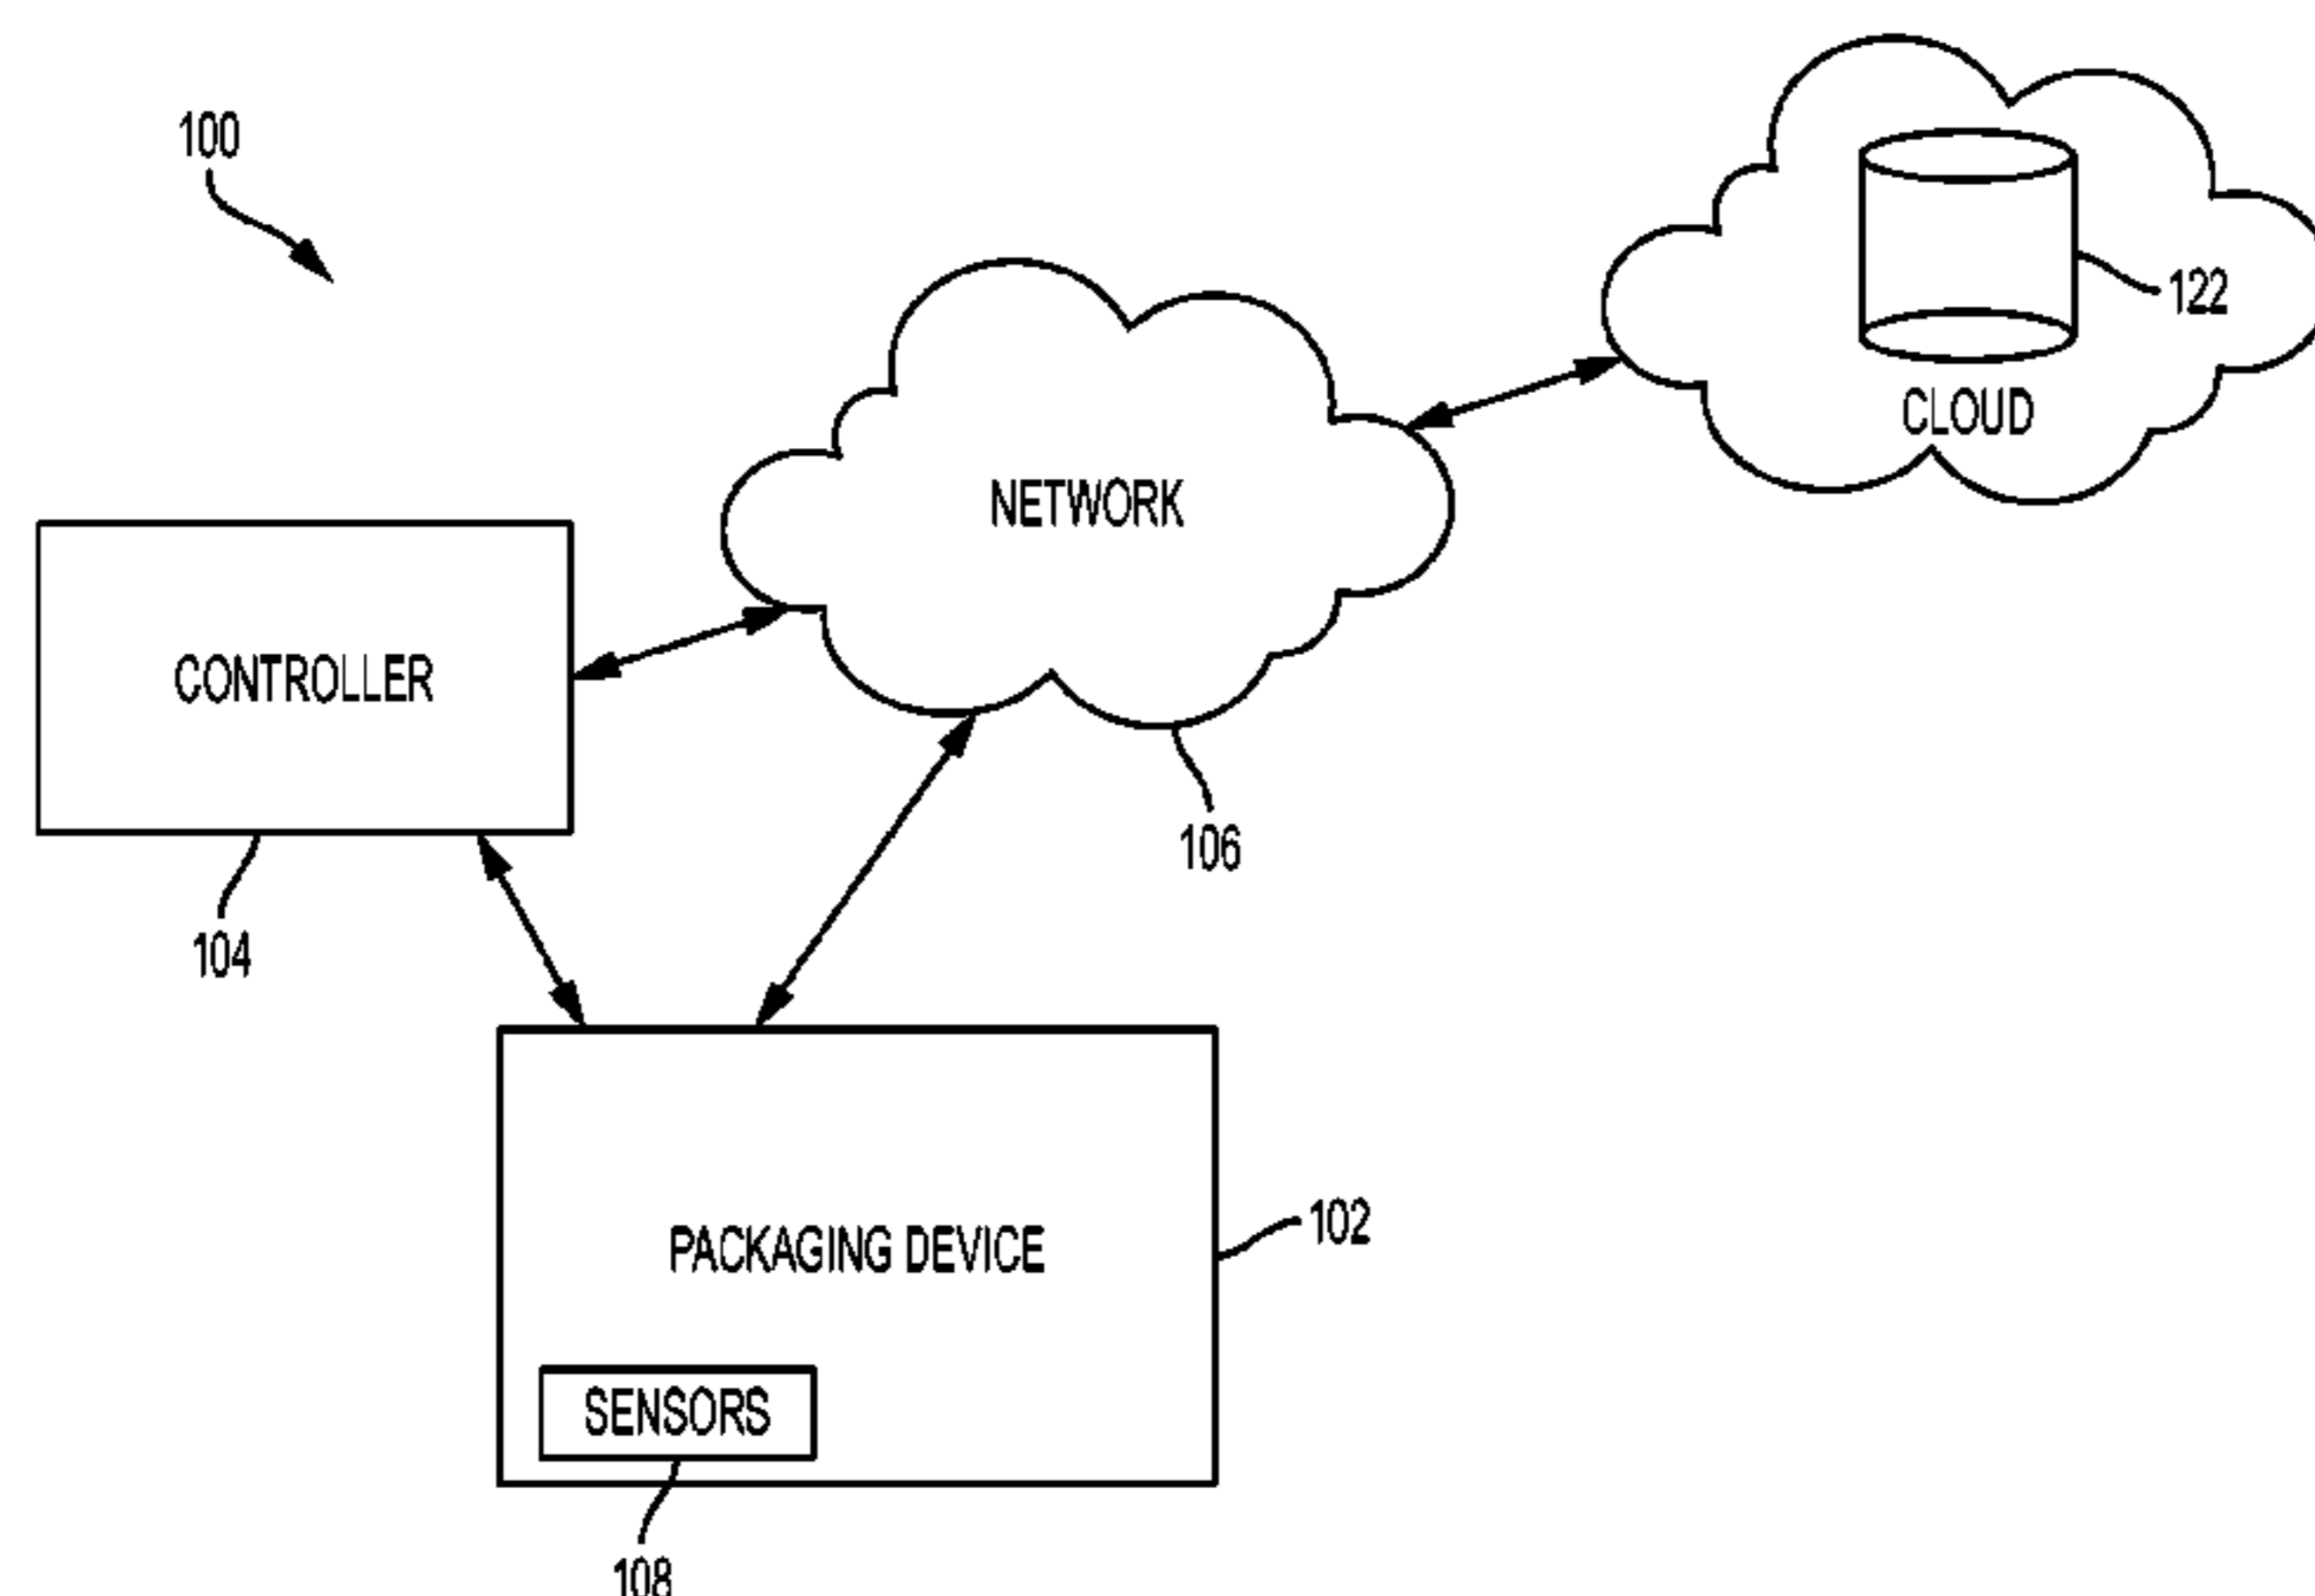 100
122
CLOUD
NETWORK
CONTROLLER
106
104
102
PACKAGING DEVICE
SENSORS
108